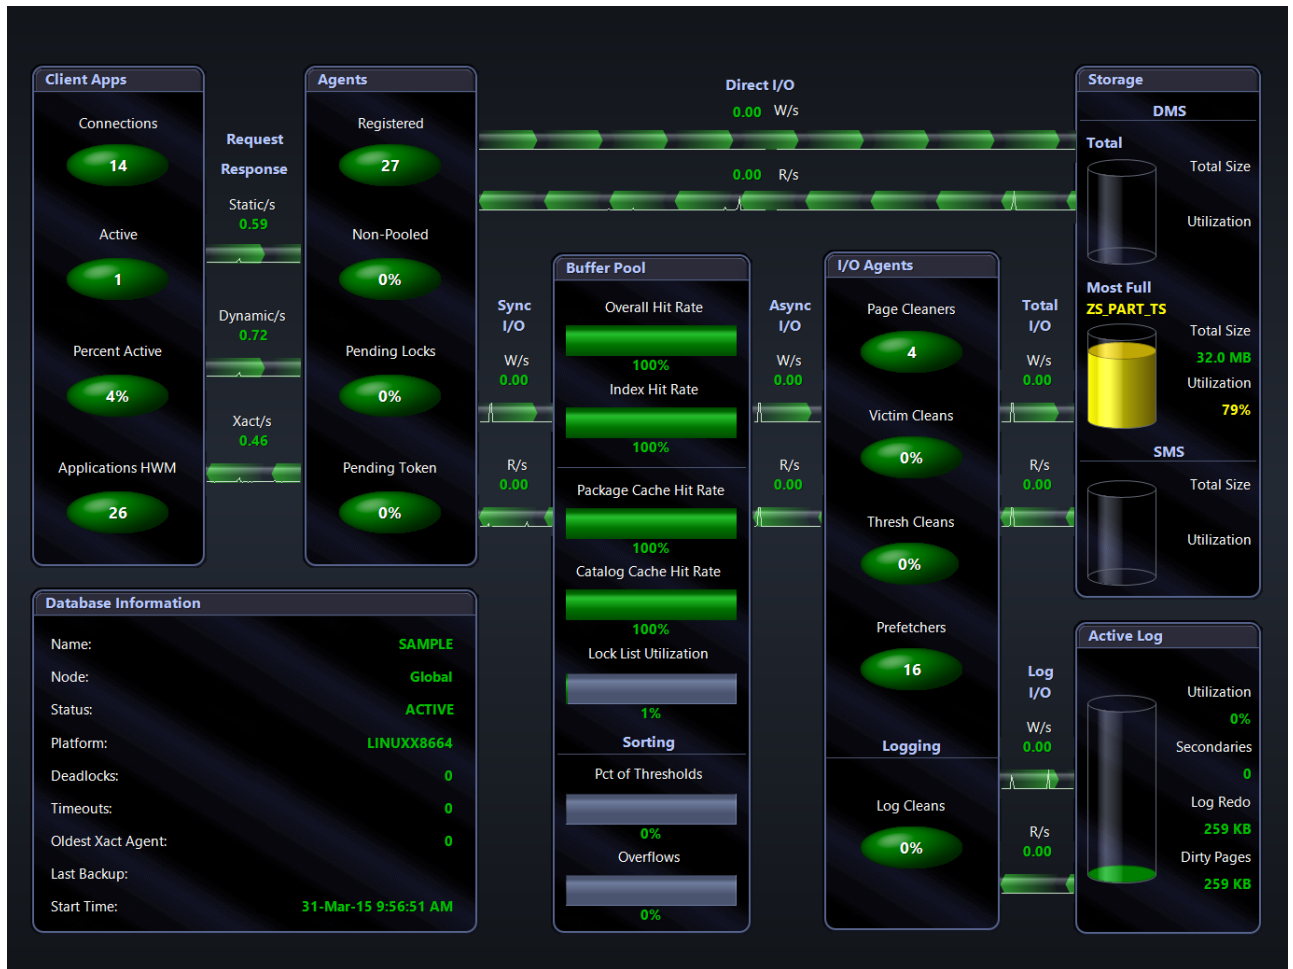 Client Apps
Connections
14
Active
1
Percent Active
4%
Applications HWM
26
Request
Response
Static/s
0.59
Dynamic/s
0.72
Xact/s
0.46
Agents
Registered
27
Non-Pooled
0%
Pending Locks
0%
Pending Token
0%
Direct I/O
0.00 W/s
0.00 R/s
Sync
I/O
W/s
0.00
R/s
0.00
Buffer Pool
Overall Hit Rate
100%
Index Hit Rate
100%
Package Cache Hit Rate
100%
Catalog Cache Hit Rate
100%
Lock List Utilization
1%
Sorting
Pct of Thresholds
0%
Overflows
0%
Async
I/O
W/s
0.00
R/s
0.00
I/O Agents
Page Cleaners
4
Victim Cleans
0%
Thresh Cleans
0%
Prefetchers
16
Logging
Log Cleans
0%
Total
I/O
W/s
0.00
R/s
0.00
Log
I/O
W/s
0.00
R/s
0.00
Storage
DMS
Total
Total Size
Utilization
Most Full
ZS_PART_TS
Total Size
32.0 MB
Utilization
79%
SMS
Total Size
Utilization
Active Log
Utilization
0%
Secondaries
0
Log Redo
259 KB
Dirty Pages
259 KB
Database Information
Name: SAMPLE
Node: Global
Status: ACTIVE
Platform: LINUXX8664
Deadlocks: 0
Timeouts: 0
Oldest Xact Agent: 0
Last Backup:
Start Time: 31-Mar-15 9:56:51 AM